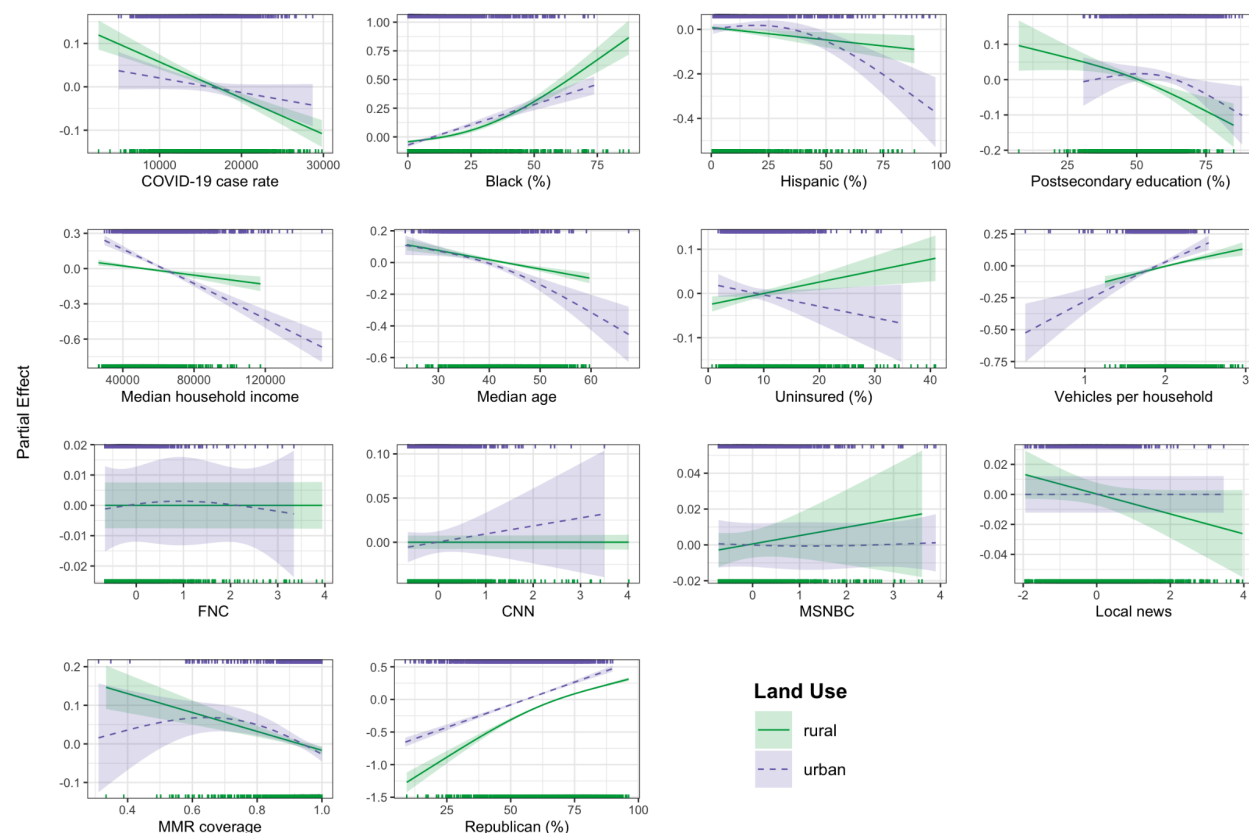 0.1
0.0
-0.1
10000 20000 30000
COVID-19 case rate
1.00
0.75
0.50
0.25
0.00
0 25 50 75
Black (%)
0.0
-0.2
-0.4
0 25 50 75 100
Hispanic (%)
0.1
0.0
-0.1
-0.2
25 50 75
Postsecondary education (%)
0.3
0.0
-0.3
-0.6
40000 80000 120000
Median household income
0.2
0.0
-0.2
-0.4
-0.6
30 40 50 60
Median age
0.1
0.0
-0.1
0 10 20 30 40
Uninsured (%)
0.25
0.00
-0.25
-0.50
-0.75
1 2 3
Vehicles per household
Partial Effect
0.02
0.01
0.00
-0.01
-0.02
0 1 2 3 4
FNC
0.10
0.05
0.00
0 1 2 3 4
CNN
0.04
0.02
0.00
-0.02
0 1 2 3 4
MSNBC
0.02
0.00
-0.02
-0.04
-2 0 2 4
Local news
0.2
0.1
0.0
-0.1
0.4 0.6 0.8 1.0
MMR coverage
0.5
0.0
-0.5
-1.0
-1.5
25 50 75 100
Republican (%)
Land Use
rural
urban